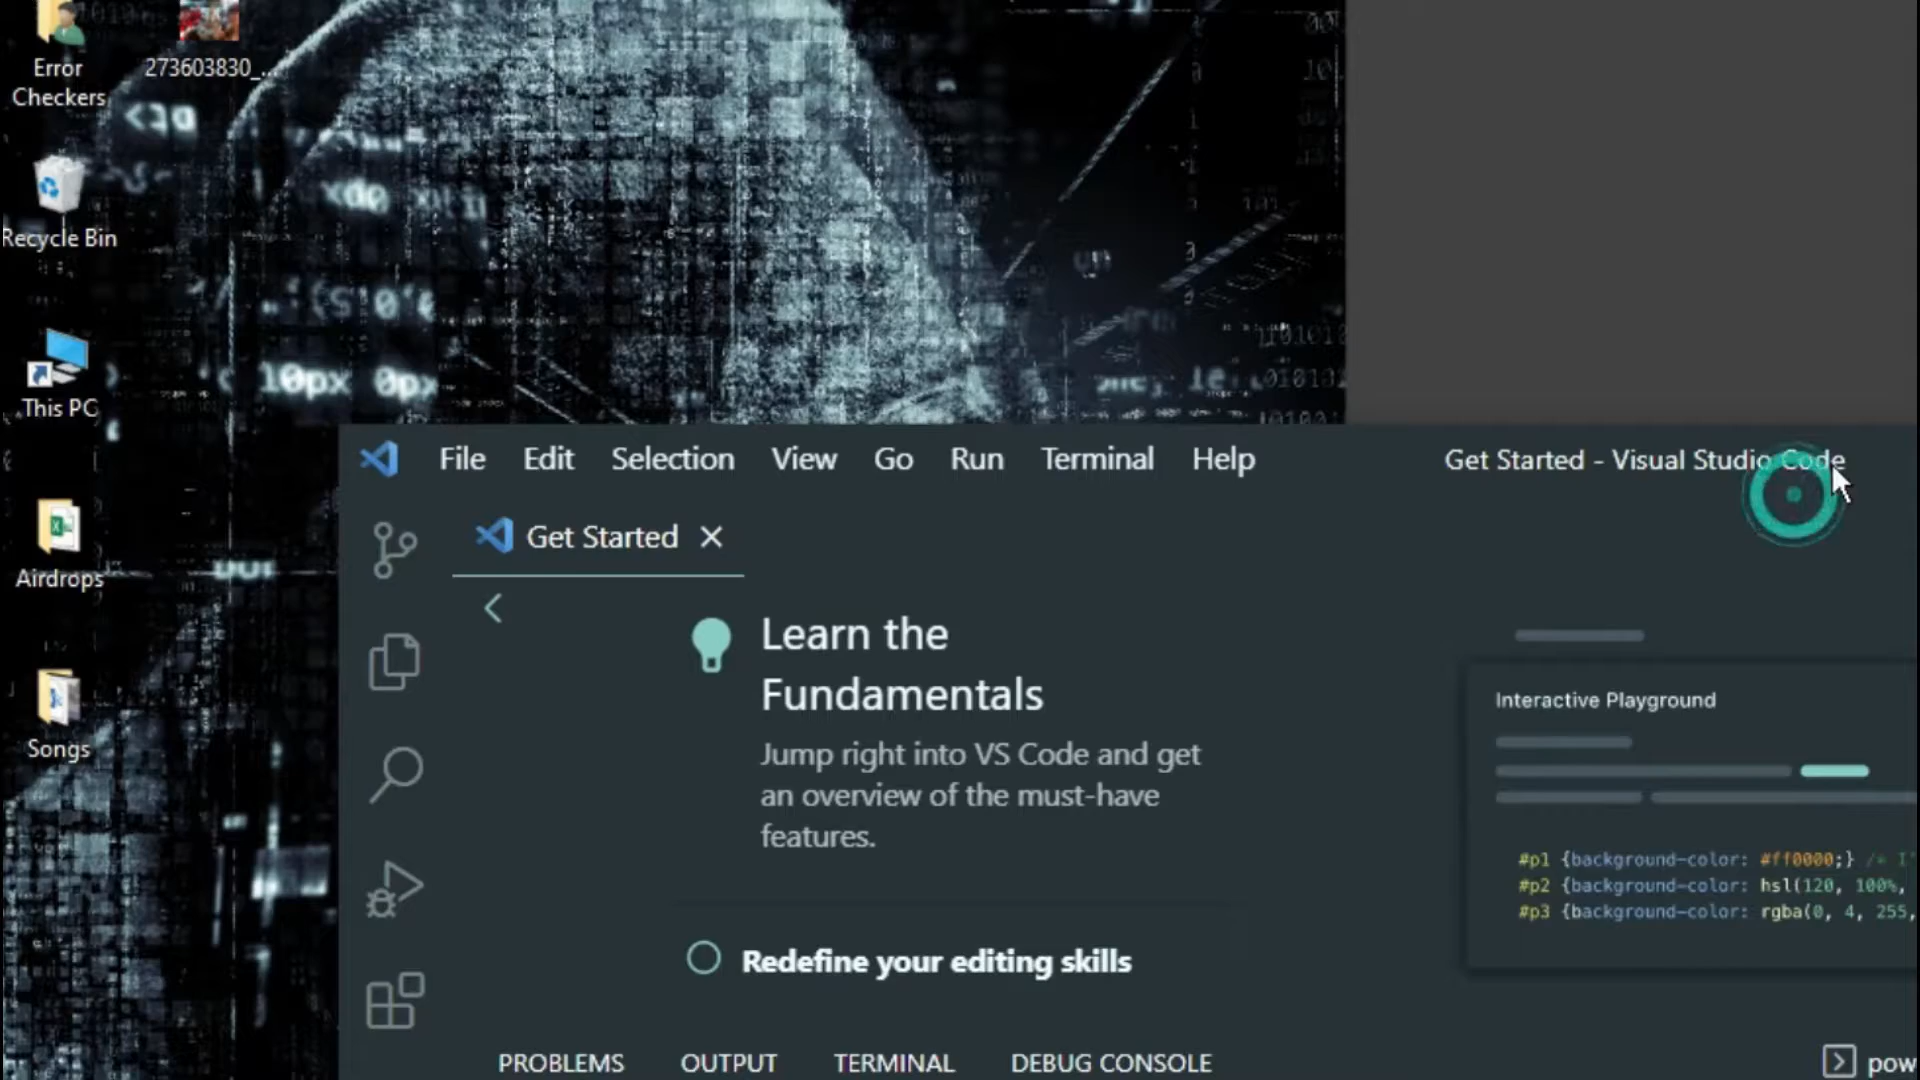 Error
Checkers
273603830_...
Recycle Bin
This PC
Airdrops
Songs
10px 0px
File Edit Selection View Go Run Terminal Help
Get Started - Visual Studio Code
Get Started
Learn the
Fundamentals
Jump right into VS Code and get
an overview of the must-have
features.
Redefine your editing skills
Interactive Playground
#p1 {background-color: #ff0000;} /* I'
#p2 {background-color: hsl(120, 100%,
#p3 {background-color: rgba(0, 4, 255,
PROBLEMS OUTPUT TERMINAL DEBUG CONSOLE
pow